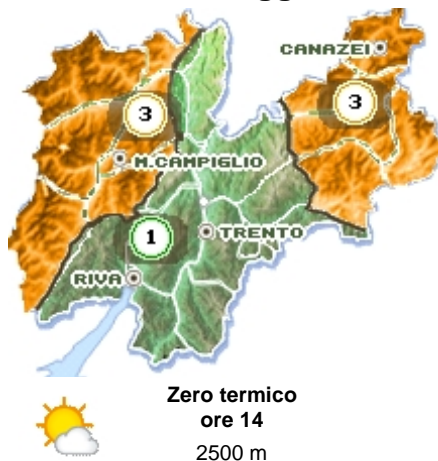 CANAZEI
3
3
M.CAMPIGLIO
1
TRENTO
RIVA
Zero termico
ore 14
2500 m